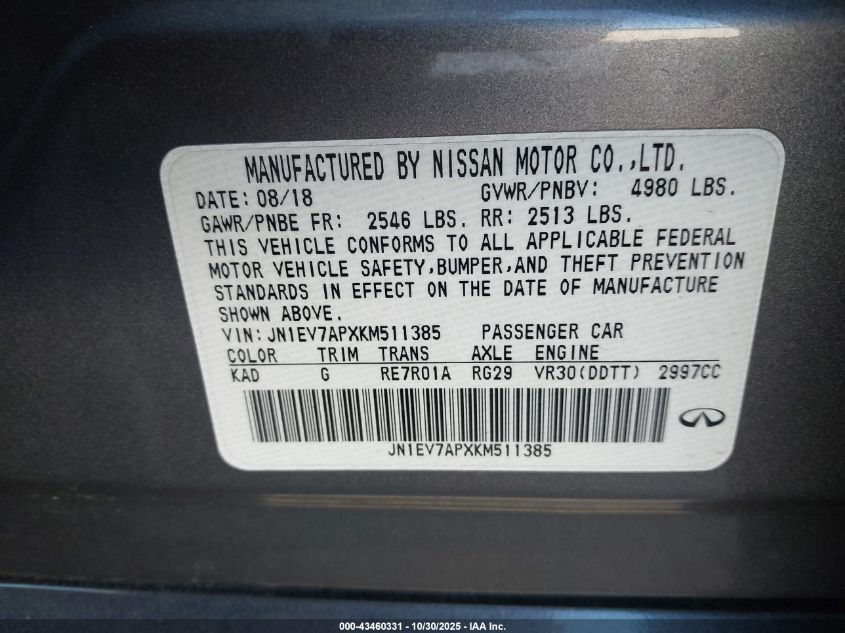 MANUFACTURED BY NISSAN MOTOR CO.,LTD.
DATE: 08/18 GVWR/PNBV: 4980 LBS.
GAWR/PNBE FR: 2546 LBS. RR: 2513 LBS.
THIS VEHICLE CONFORMS TO ALL APPLICABLE FEDERAL
MOTOR VEHICLE SAFETY,BUMPER,AND THEFT PREVENTION
STANDARDS IN EFFECT ON THE DATE OF MANUFACTURE
SHOWN ABOVE.
VIN:JN1EV7APXKM511385 PASSENGER CAR
COLOR TRIM TRANS AXLE ENGINE
KAD G RE7R01A RG29 VR30(DDTT) 2997CC
JN1EV7APXKM511385
000-43460331 - 10/30/2025 - IAA Inc.